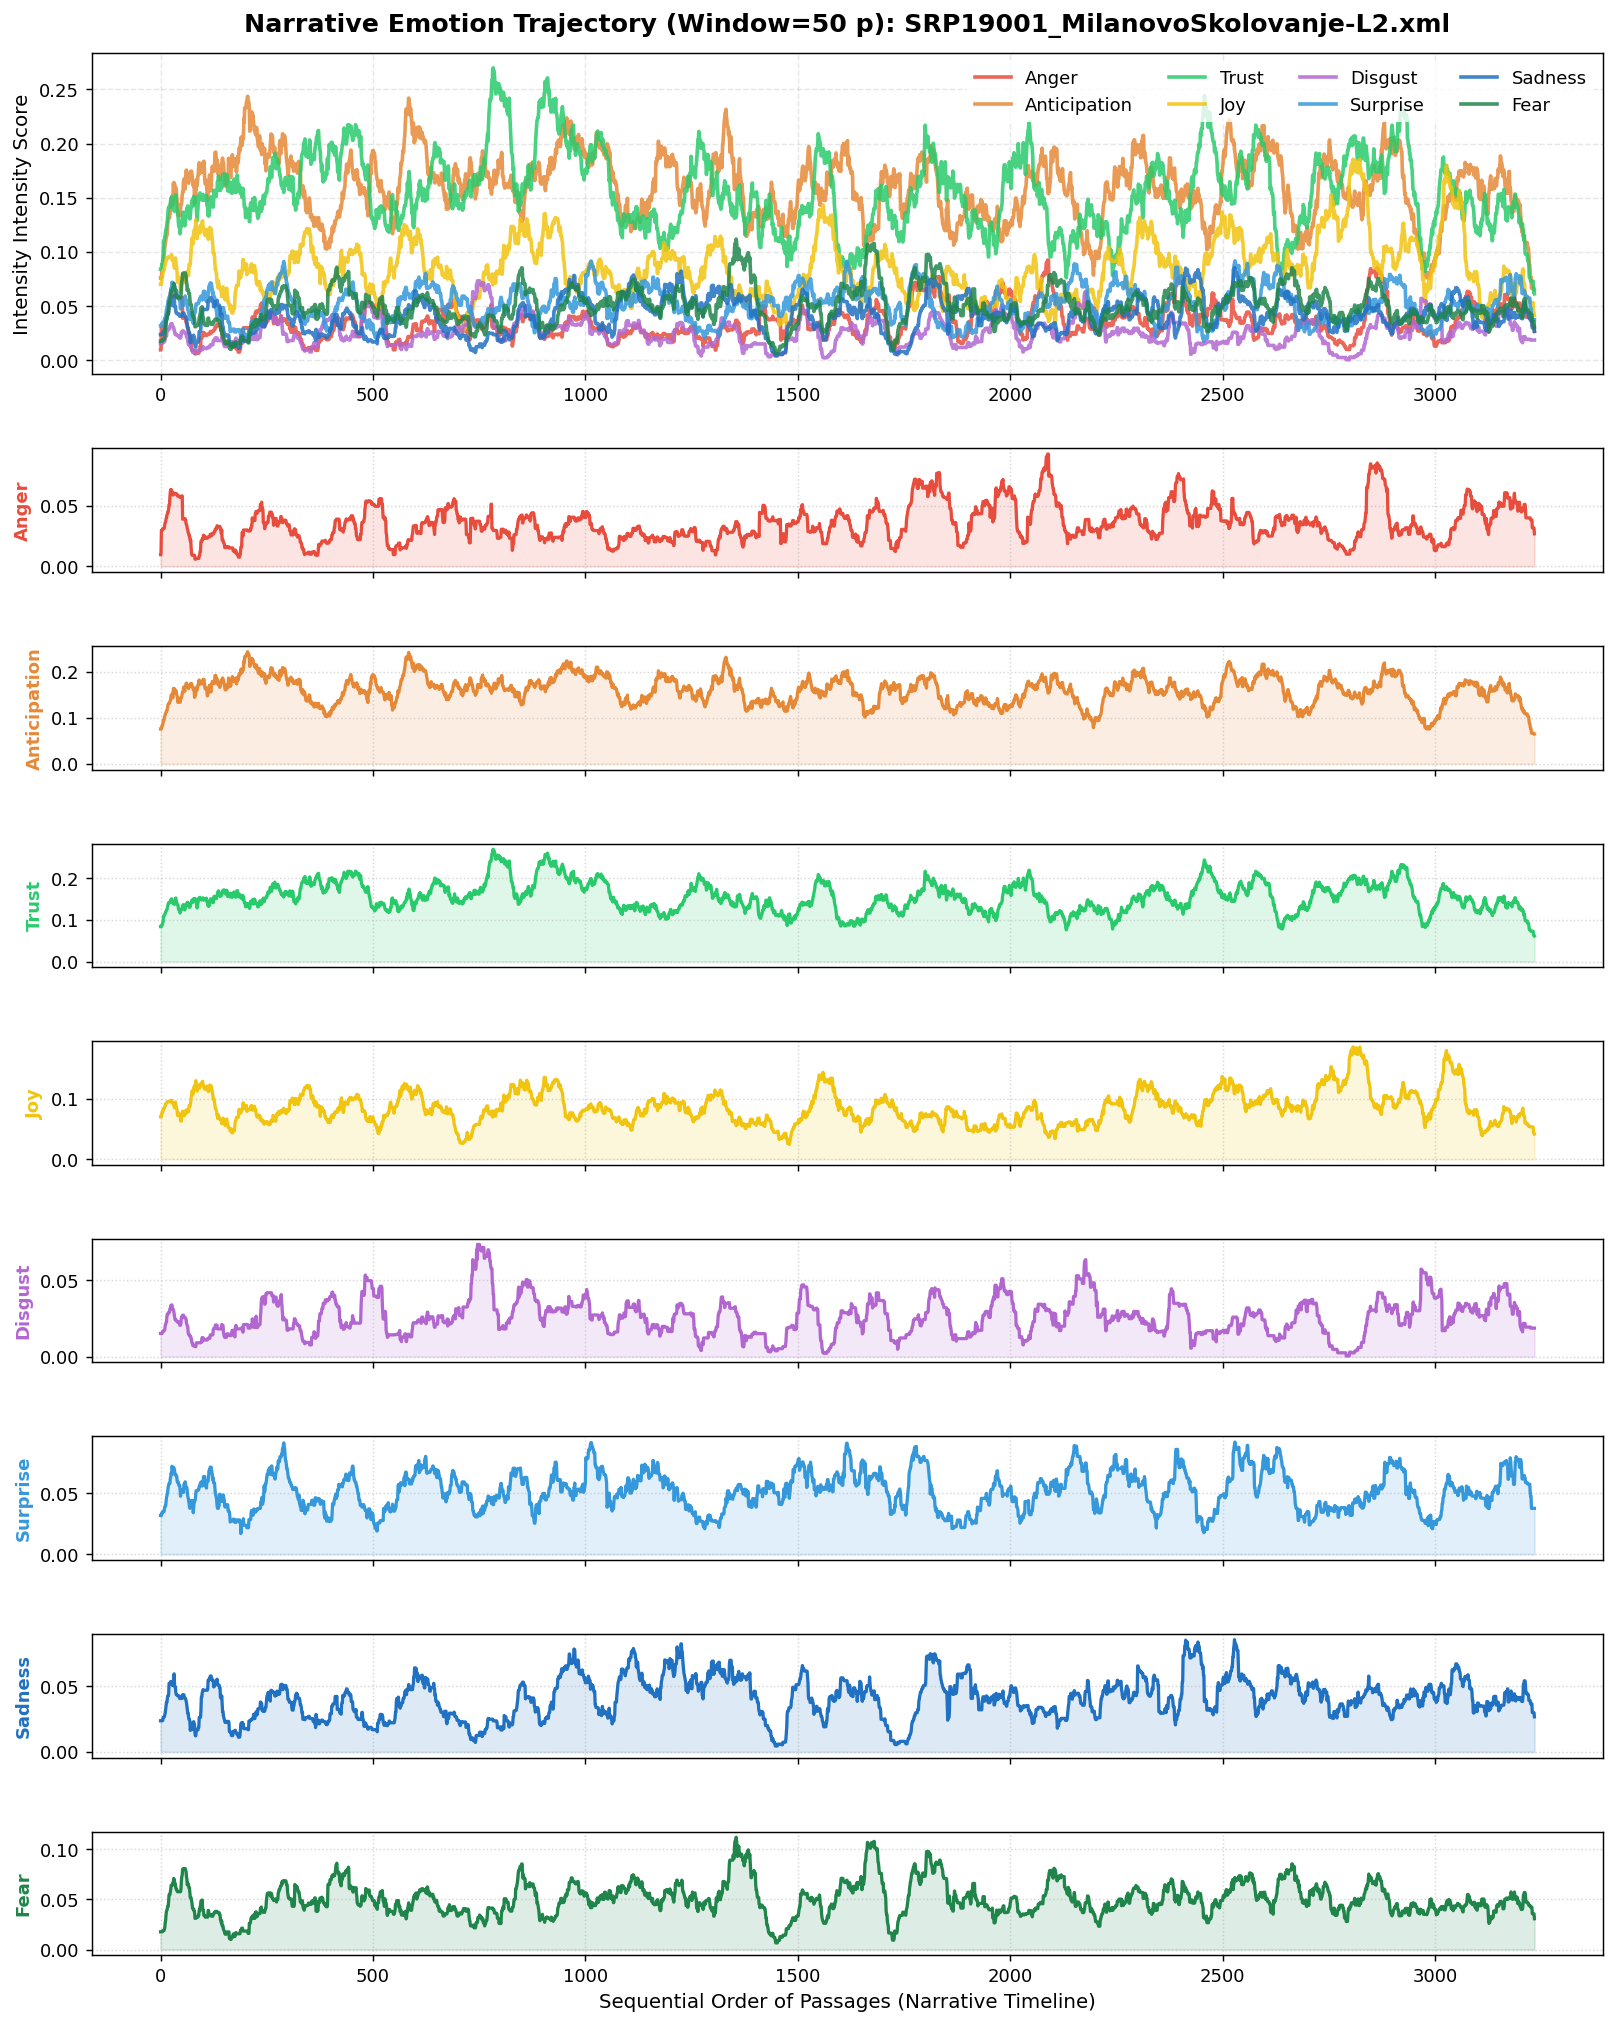 Narrative Emotion Trajectory (Window=50 p): SRP19001_MilanovoSkolovanje-L2.xml
Intensity Intensity Score
0.25
0.20
0.15
0.10
0.05
0.00
Anger Trust Disgust Sadness
Anticipation Joy Surprise Fear
0 500 1000 1500 2000 2500 3000
Anger
0.05
0.00
Anticipation
0.2
0.1
0.0
Trust
0.2
0.1
0.0
Joy
0.1
0.0
Disgust
0.05
0.00
Surprise
0.05
0.00
Sadness
0.05
0.00
Fear
0.10
0.05
0.00
0 500 1000 1500 2000 2500 3000
Sequential Order of Passages (Narrative Timeline)